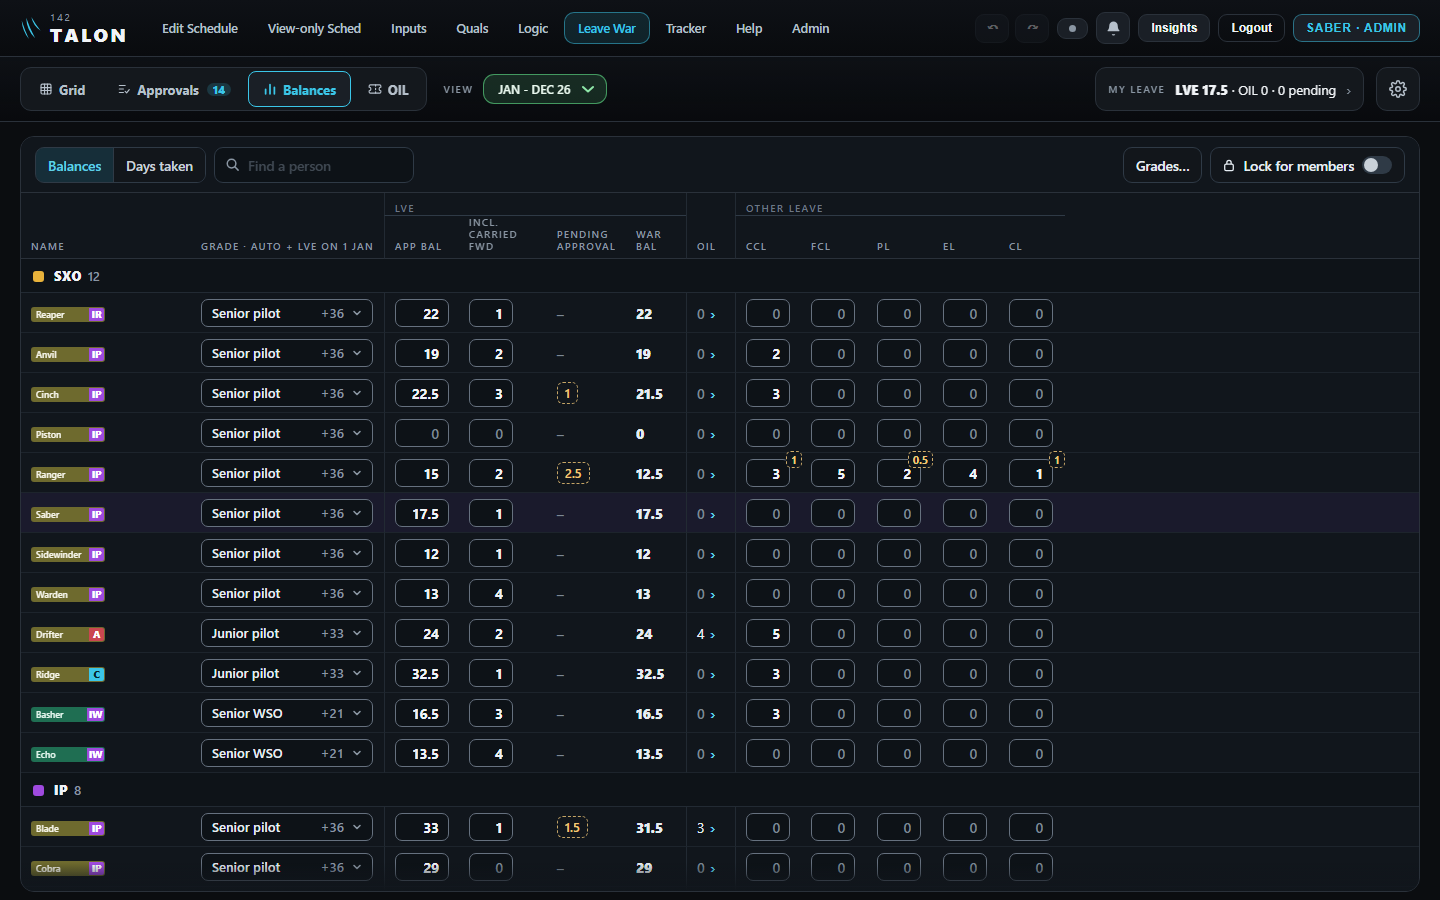 142
TALON
Edit Schedule View-only Sched Inputs Quals Logic Leave War Tracker Help Admin
Insights Logout SABER · ADMIN
Grid Approvals 14 Balances OIL VIEW JAN - DEC 26
MY LEAVE LVE 17.5 · OIL 0 · 0 pending ›
Balances Days taken Find a person
Grades... Lock for members
LVE OTHER LEAVE
NAME GRADE · AUTO + LVE ON 1 JAN APP BAL INCL. CARRIED FWD PENDING APPROVAL WAR BAL OIL CCL FCL PL EL CL
SXO 12
Reaper IR Senior pilot +36 22 1 – 22 0 › 0 0 0 0 0
Anvil IP Senior pilot +36 19 2 – 19 0 › 2 0 0 0 0
Cinch IP Senior pilot +36 22.5 3 1 21.5 0 › 3 0 0 0 0
Piston IP Senior pilot +36 0 0 – 0 0 › 0 0 0 0 0
Ranger IP Senior pilot +36 15 2 2.5 12.5 0 › 3 1 5 2 0.5 4 1 1
Saber IP Senior pilot +36 17.5 1 – 17.5 0 › 0 0 0 0 0
Sidewinder IP Senior pilot +36 12 1 – 12 0 › 0 0 0 0 0
Warden IP Senior pilot +36 13 4 – 13 0 › 0 0 0 0 0
Drifter A Junior pilot +33 24 2 – 24 4 › 5 0 0 0 0
Ridge C Junior pilot +33 32.5 1 – 32.5 0 › 3 0 0 0 0
Basher IW Senior WSO +21 16.5 3 – 16.5 0 › 3 0 0 0 0
Echo IW Senior WSO +21 13.5 4 – 13.5 0 › 0 0 0 0 0
IP 8
Blade IP Senior pilot +36 33 1 1.5 31.5 3 › 0 0 0 0 0
Cobra IP Senior pilot +36 29 0 – 29 0 › 0 0 0 0 0